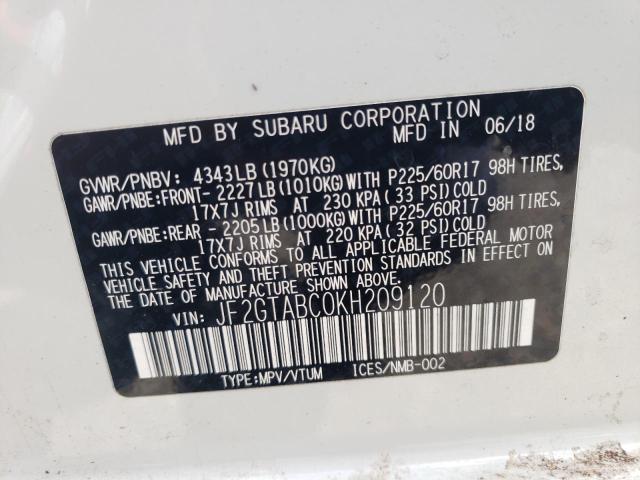 MFD BY SUBARU CORPORATION
MFD IN 06/18
GVWR/PNBV: 4343LB (1970KG)
GAWR/PNBE:FRONT- 2227LB (1010KG)WITH P225/60R17 98H TIRES,
17X7J RIMS AT 230 KPA (33 PSI)COLD
GAWR/PNBE:REAR - 2205LB (1000KG)WITH P225/60R17 98H TIRES,
17X7J RIMS AT 220 KPA (32 PSI)COLD
THIS VEHICLE CONFORMS TO ALL APPLICABLE FEDERAL MOTOR
VEHICLE SAFETY AND THEFT PREVENTION STANDARDS IN EFFECT ON
THE DATE OF MANUFACTURE SHOWN ABOVE.
VIN: JF2GTABC0KH209120
TYPE:MPV/VTUM ICES/NMB-002